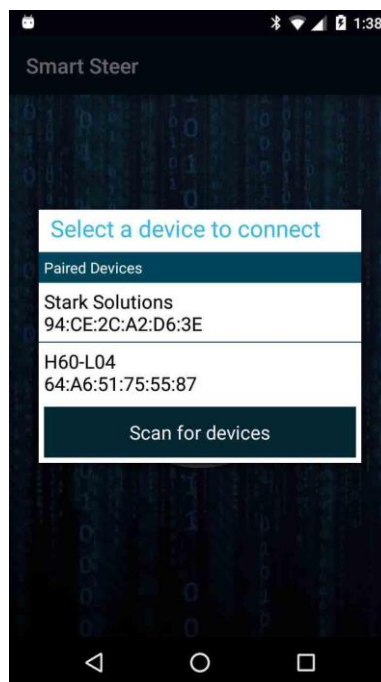 1:38
Smart Steer
Select a device to connect
Paired Devices
Stark Solutions
94:CE:2C:A2:D6:3E
H60-L04
64:A6:51:75:55:87
Scan for devices